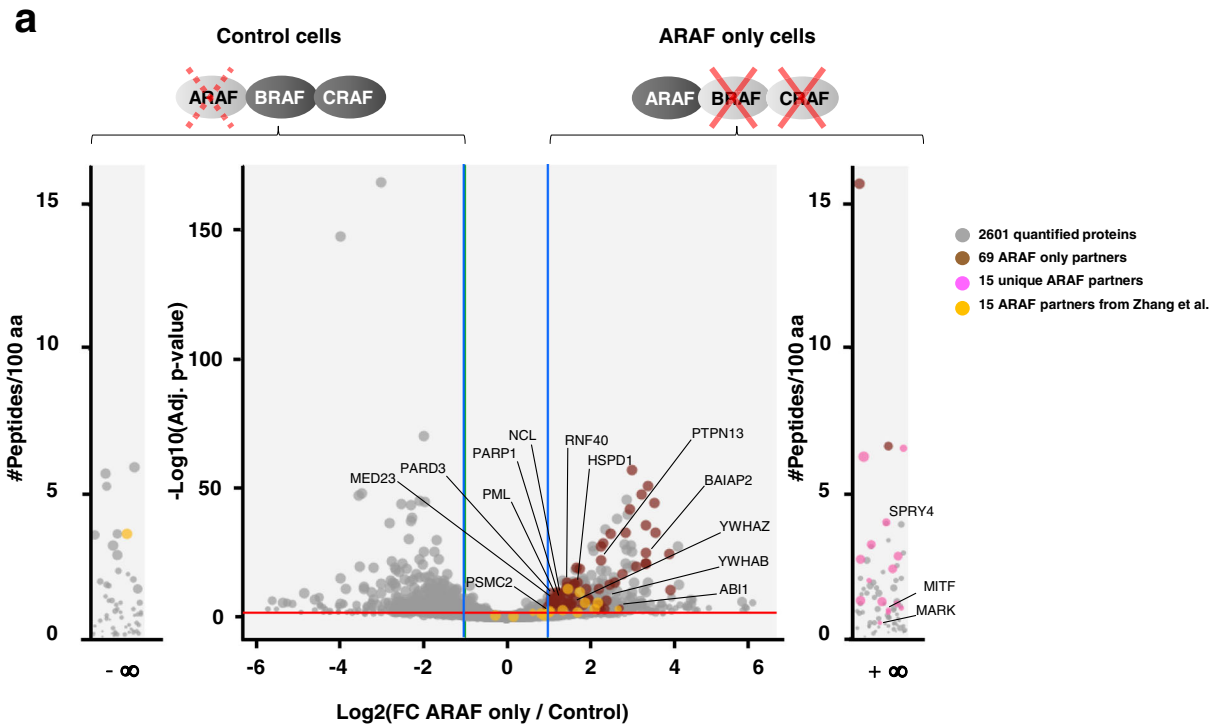 a
Control cells
ARAF only cells
ARAF BRAF CRAF
ARAF BRAF CRAF
#Peptides/100 aa
15
10
5
0
- ∞
-Log10(Adj. p-value)
150
100
50
0
NCL
RNF40
PTPN13
PARP1
HSPD1
PARD3
MED23
BAIAP2
PML
YWHAZ
YWHAB
PSMC2
ABI1
-6 -4 -2 0 2 4 6
Log2(FC ARAF only / Control)
#Peptides/100 aa
15
10
5
0
SPRY4
MITF
MARK
+ ∞
2601 quantified proteins
69 ARAF only partners
15 unique ARAF partners
15 ARAF partners from Zhang et al.